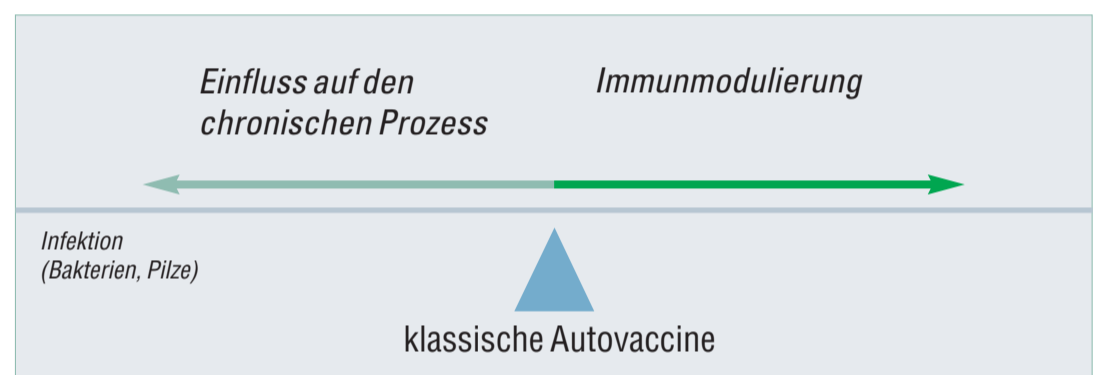 Einfluss auf den
chronischen Prozess
Immunmodulierung
Infektion
(Bakterien, Pilze)
klassische Autovaccine